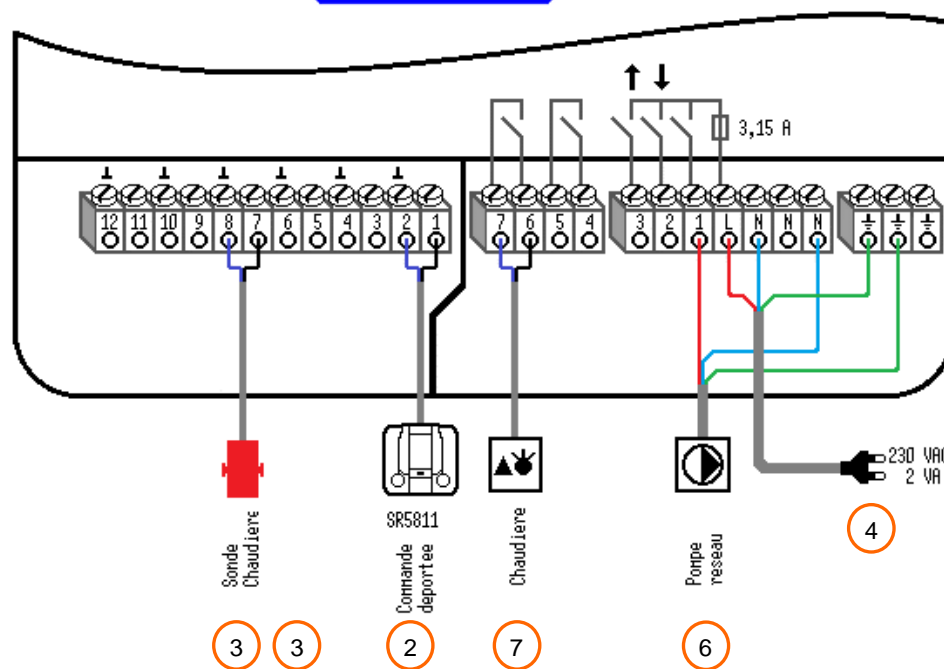 3,15 A
12 11 10 9 8 7 6 5 4 3 2 1
7 6 5 4
3 2 1 L N N N
230 VAC
2 VA
SR5811
Sonde
Chaudiere
Commande
deportee
Chaudiere
Pompe
reseau
4
3 3 2 7 6